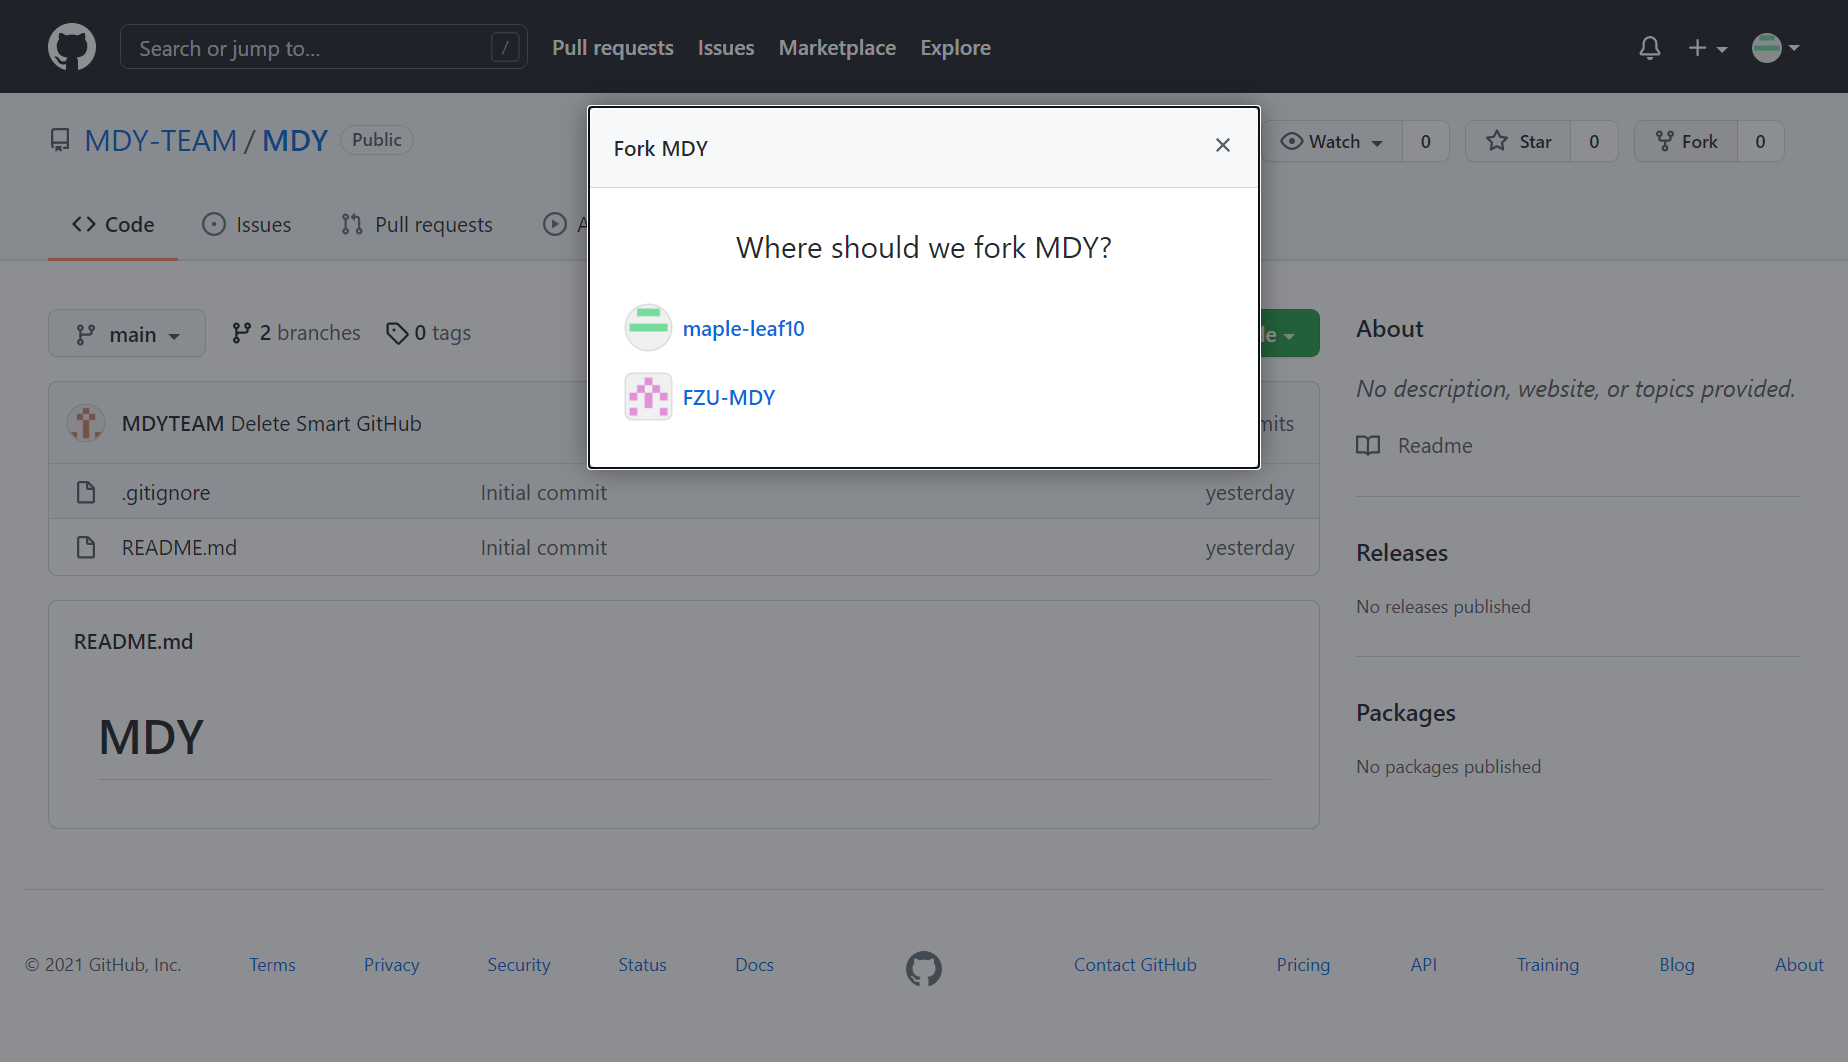 Search or jump to... / Pull requests Issues Marketplace Explore
MDY-TEAM / MDY Public
Watch 0 Star 0 Fork 0
Code Issues Pull requests
Fork MDY
Where should we fork MDY?
maple-leaf10
FZU-MDY
main 2 branches 0 tags
MDYTEAM Delete Smart GitHub
.gitignore Initial commit yesterday
README.md Initial commit yesterday
README.md
MDY
About
No description, website, or topics provided.
Readme
Releases
No releases published
Packages
No packages published
© 2021 GitHub, Inc. Terms Privacy Security Status Docs Contact GitHub Pricing API Training Blog About